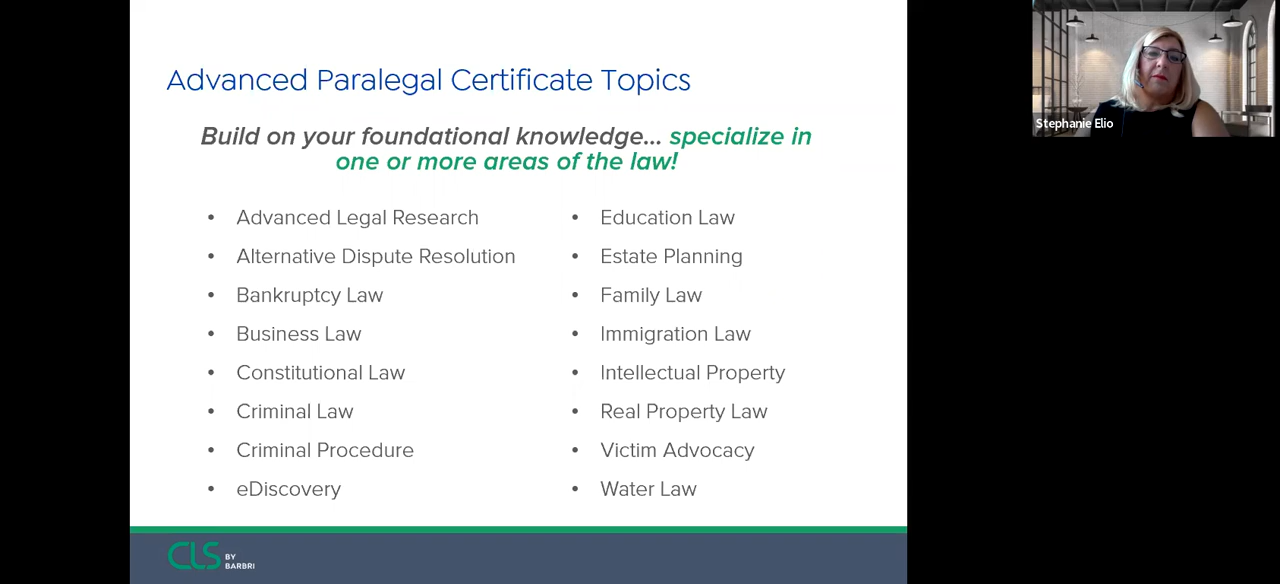 Advanced Paralegal Certificate Topics
Build on your foundational knowledge... specialize in
one or more areas of the law!
• Advanced Legal Research
• Alternative Dispute Resolution
• Bankruptcy Law
• Business Law
• Constitutional Law
• Criminal Law
• Criminal Procedure
• eDiscovery
• Education Law
• Estate Planning
• Family Law
• Immigration Law
• Intellectual Property
• Real Property Law
• Victim Advocacy
• Water Law
CLS BY
BARBRI
Stephanie Elio